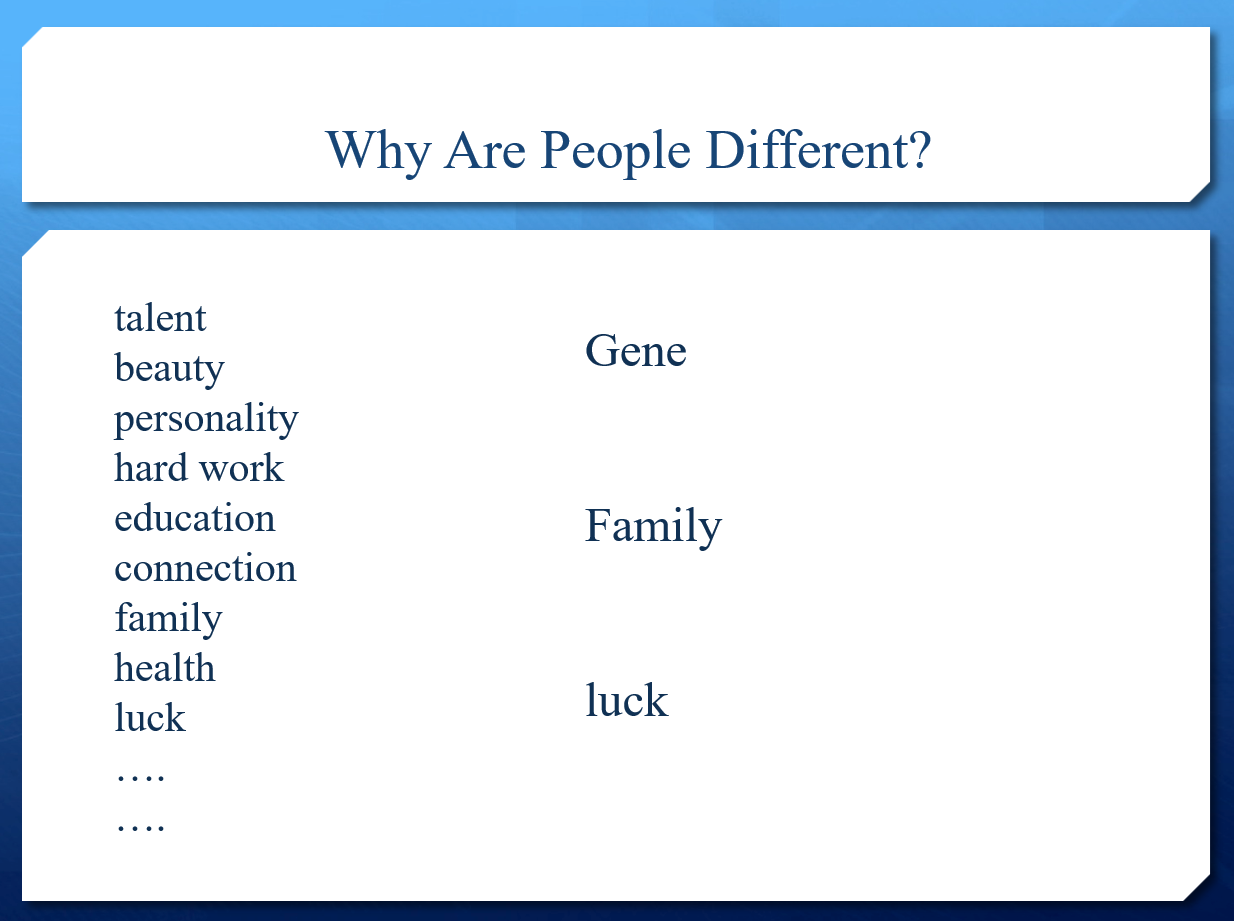 Why Are People Different?
talent
beauty
personality
hard work
education
connection
family
health
luck
….
….
Gene
Family
luck